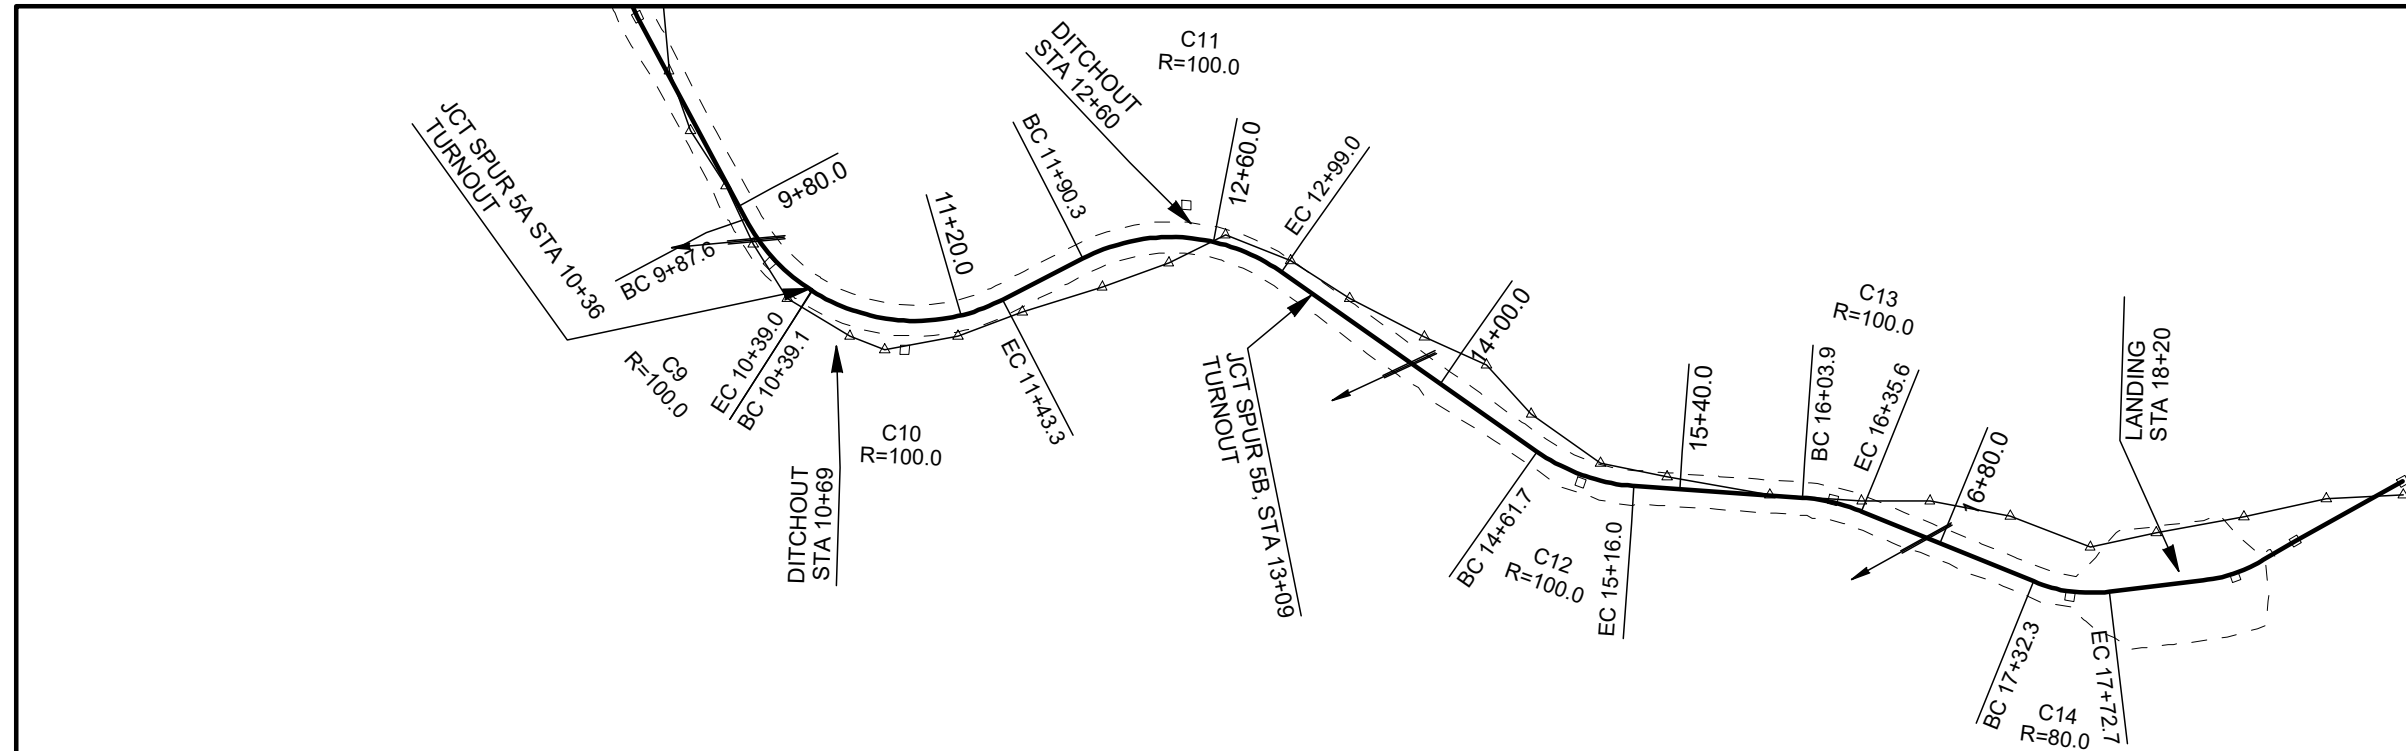 JCT SPUR 5A STA 10+36
TURNOUT
BC 9+87.6
9+80.0
C9
R=100.0
EC 10+39.0
BC 10+39.1
DITCHOUT
STA 10+69
C10
R=100.0
11+20.0
EC 11+43.3
BC 11+90.3
DITCHOUT
STA 12+60
C11
R=100.0
12+60.0
EC 12+99.0
JCT SPUR 5B, STA 13+09
TURNOUT
14+00.0
BC 14+61.7
C12
R=100.0
EC 15+16.0
15+40.0
C13
R=100.0
BC 16+03.9
EC 16+35.6
16+80.0
BC 17+32.3
C14
R=80.0
EC 17+72.7
LANDING
STA 18+20